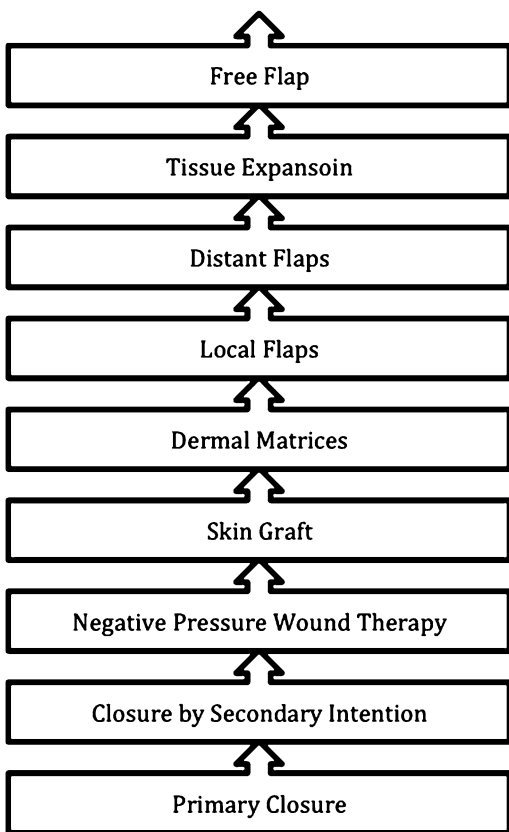 Free Flap
Tissue Expansoin
Distant Flaps
Local Flaps
Dermal Matrices
Skin Graft
Negative Pressure Wound Therapy
Closure by Secondary Intention
Primary Closure